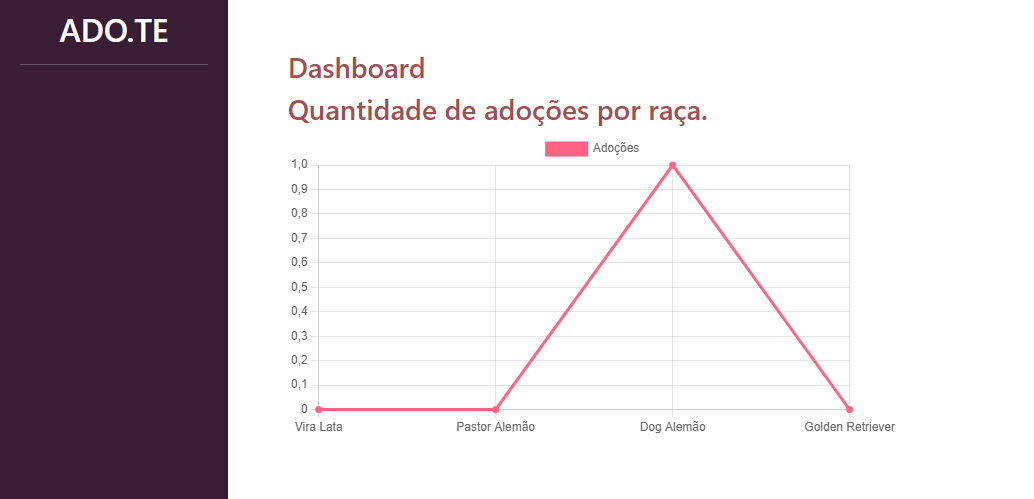 ADO.TE
Dashboard
Quantidade de adoções por raça.
Adoções
1,0
0,9
0,8
0,7
0,6
0,5
0,4
0,3
0,2
0,1
0
Vira Lata Pastor Alemão Dog Alemão Golden Retriever